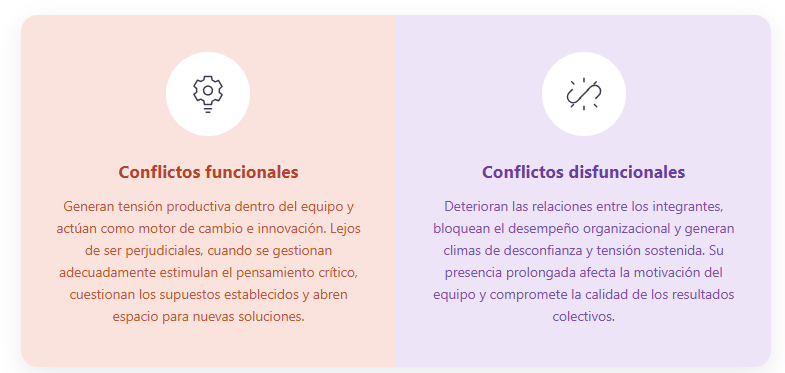 Conflictos funcionales
Generan tensión productiva dentro del equipo y
actúan como motor de cambio e innovación. Lejos
de ser perjudiciales, cuando se gestionan
adecuadamente estimulan el pensamiento crítico,
cuestionan los supuestos establecidos y abren
espacio para nuevas soluciones.
Conflictos disfuncionales
Deterioran las relaciones entre los integrantes,
bloquean el desempeño organizacional y generan
climas de desconfianza y tensión sostenida. Su
presencia prolongada afecta la motivación del
equipo y compromete la calidad de los resultados
colectivos.